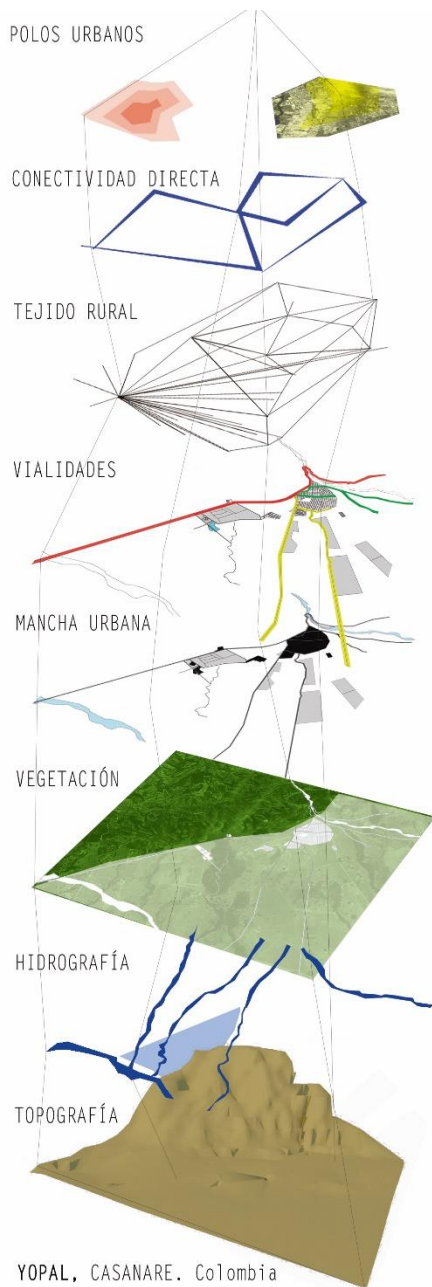 POLOS URBANOS
CONECTIVIDAD DIRECTA
TEJIDO RURAL
VIALIDADES
MANCHA URBANA
VEGETACIÓN
HIDROGRAFÍA
TOPOGRAFÍA
YOPAL, CASANARE. Colombia